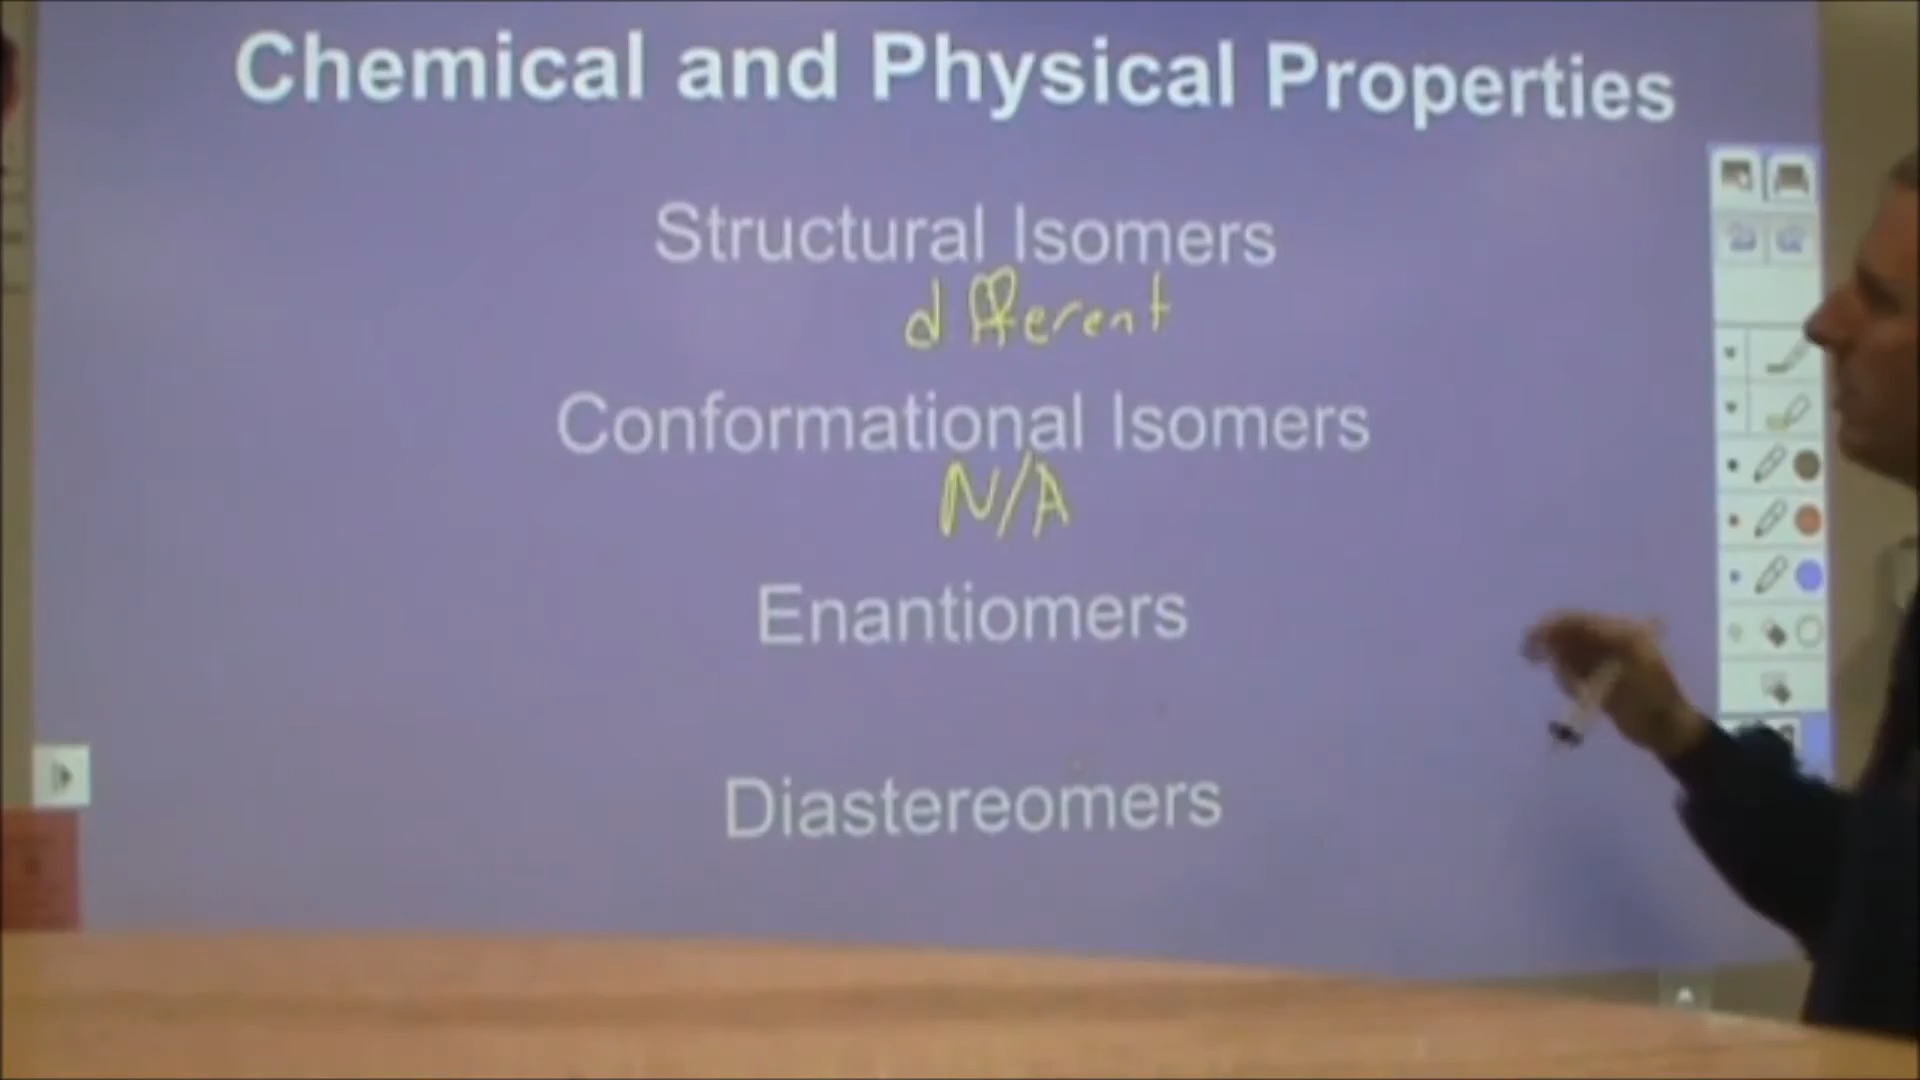 Chemical and Physical Properties
Structural Isomers
different
Conformational Isomers
N/A
Enantiomers
Diastereomers